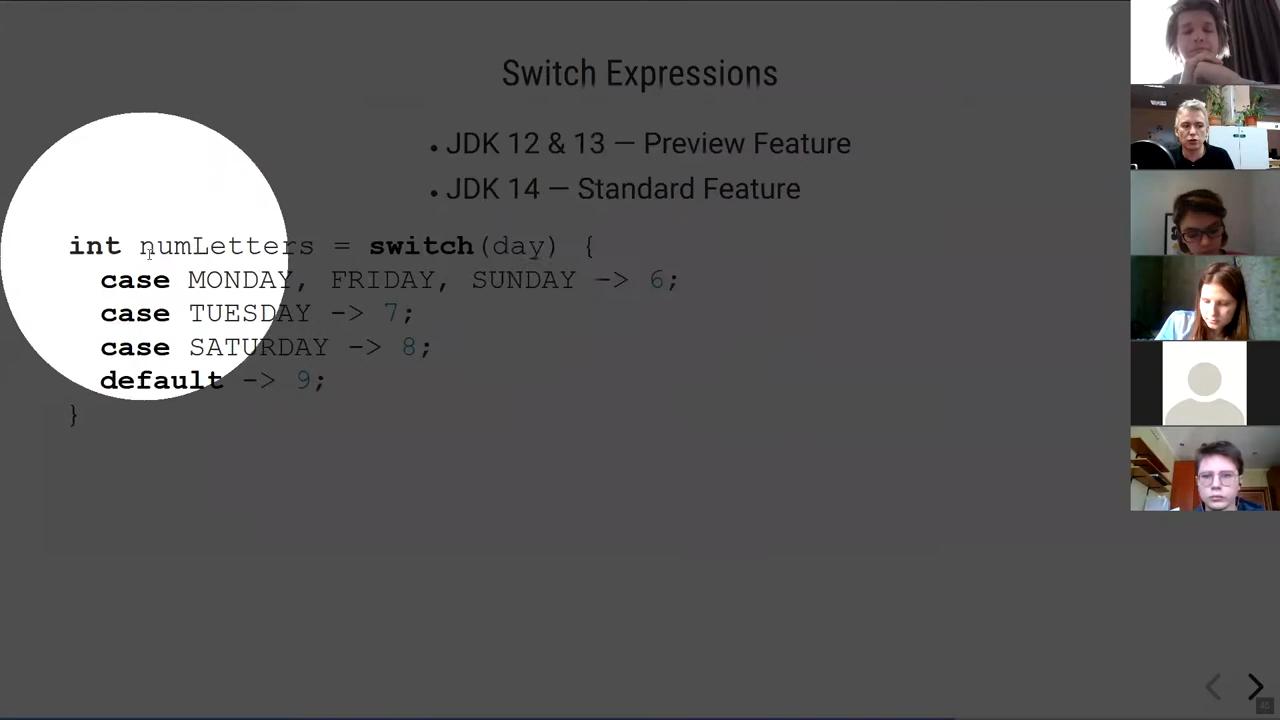 Switch Expressions
• JDK 12 & 13 — Preview Feature
• JDK 14 — Standard Feature
int numLetters = switch(day) {
case MONDAY, FRIDAY, SUNDAY -> 6;
case TUESDAY -> 7;
case SATURDAY -> 8;
default -> 9;
}